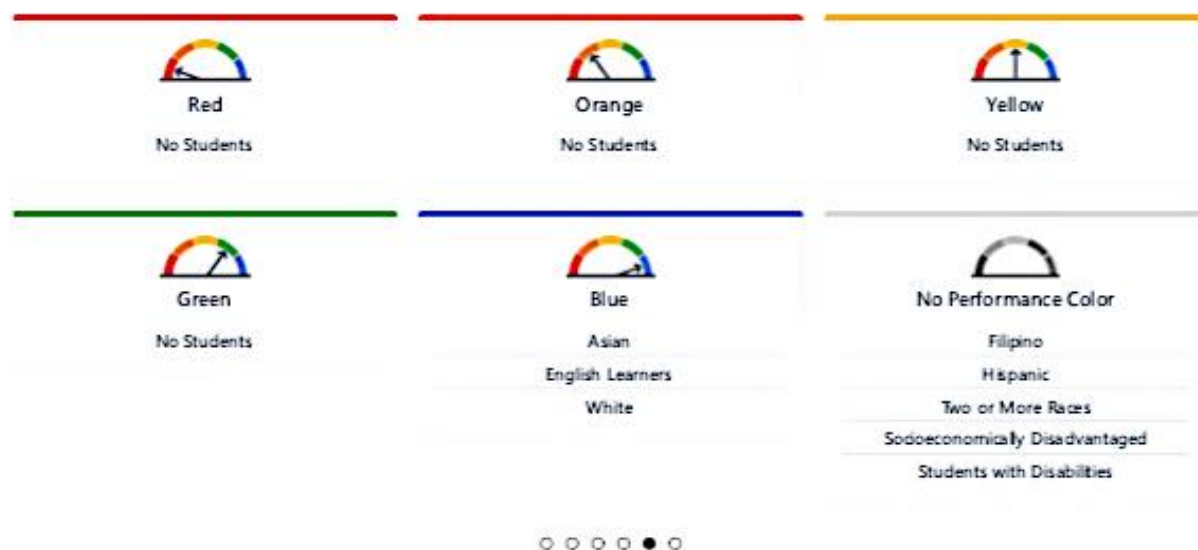 Red
No Students
Orange
No Students
Yellow
No Students
Green
No Students
Blue
Asian
English Learners
White
No Performance Color
Filipino
Hispanic
Two or More Races
Socioeconomically Disadvantaged
Students with Disabilities